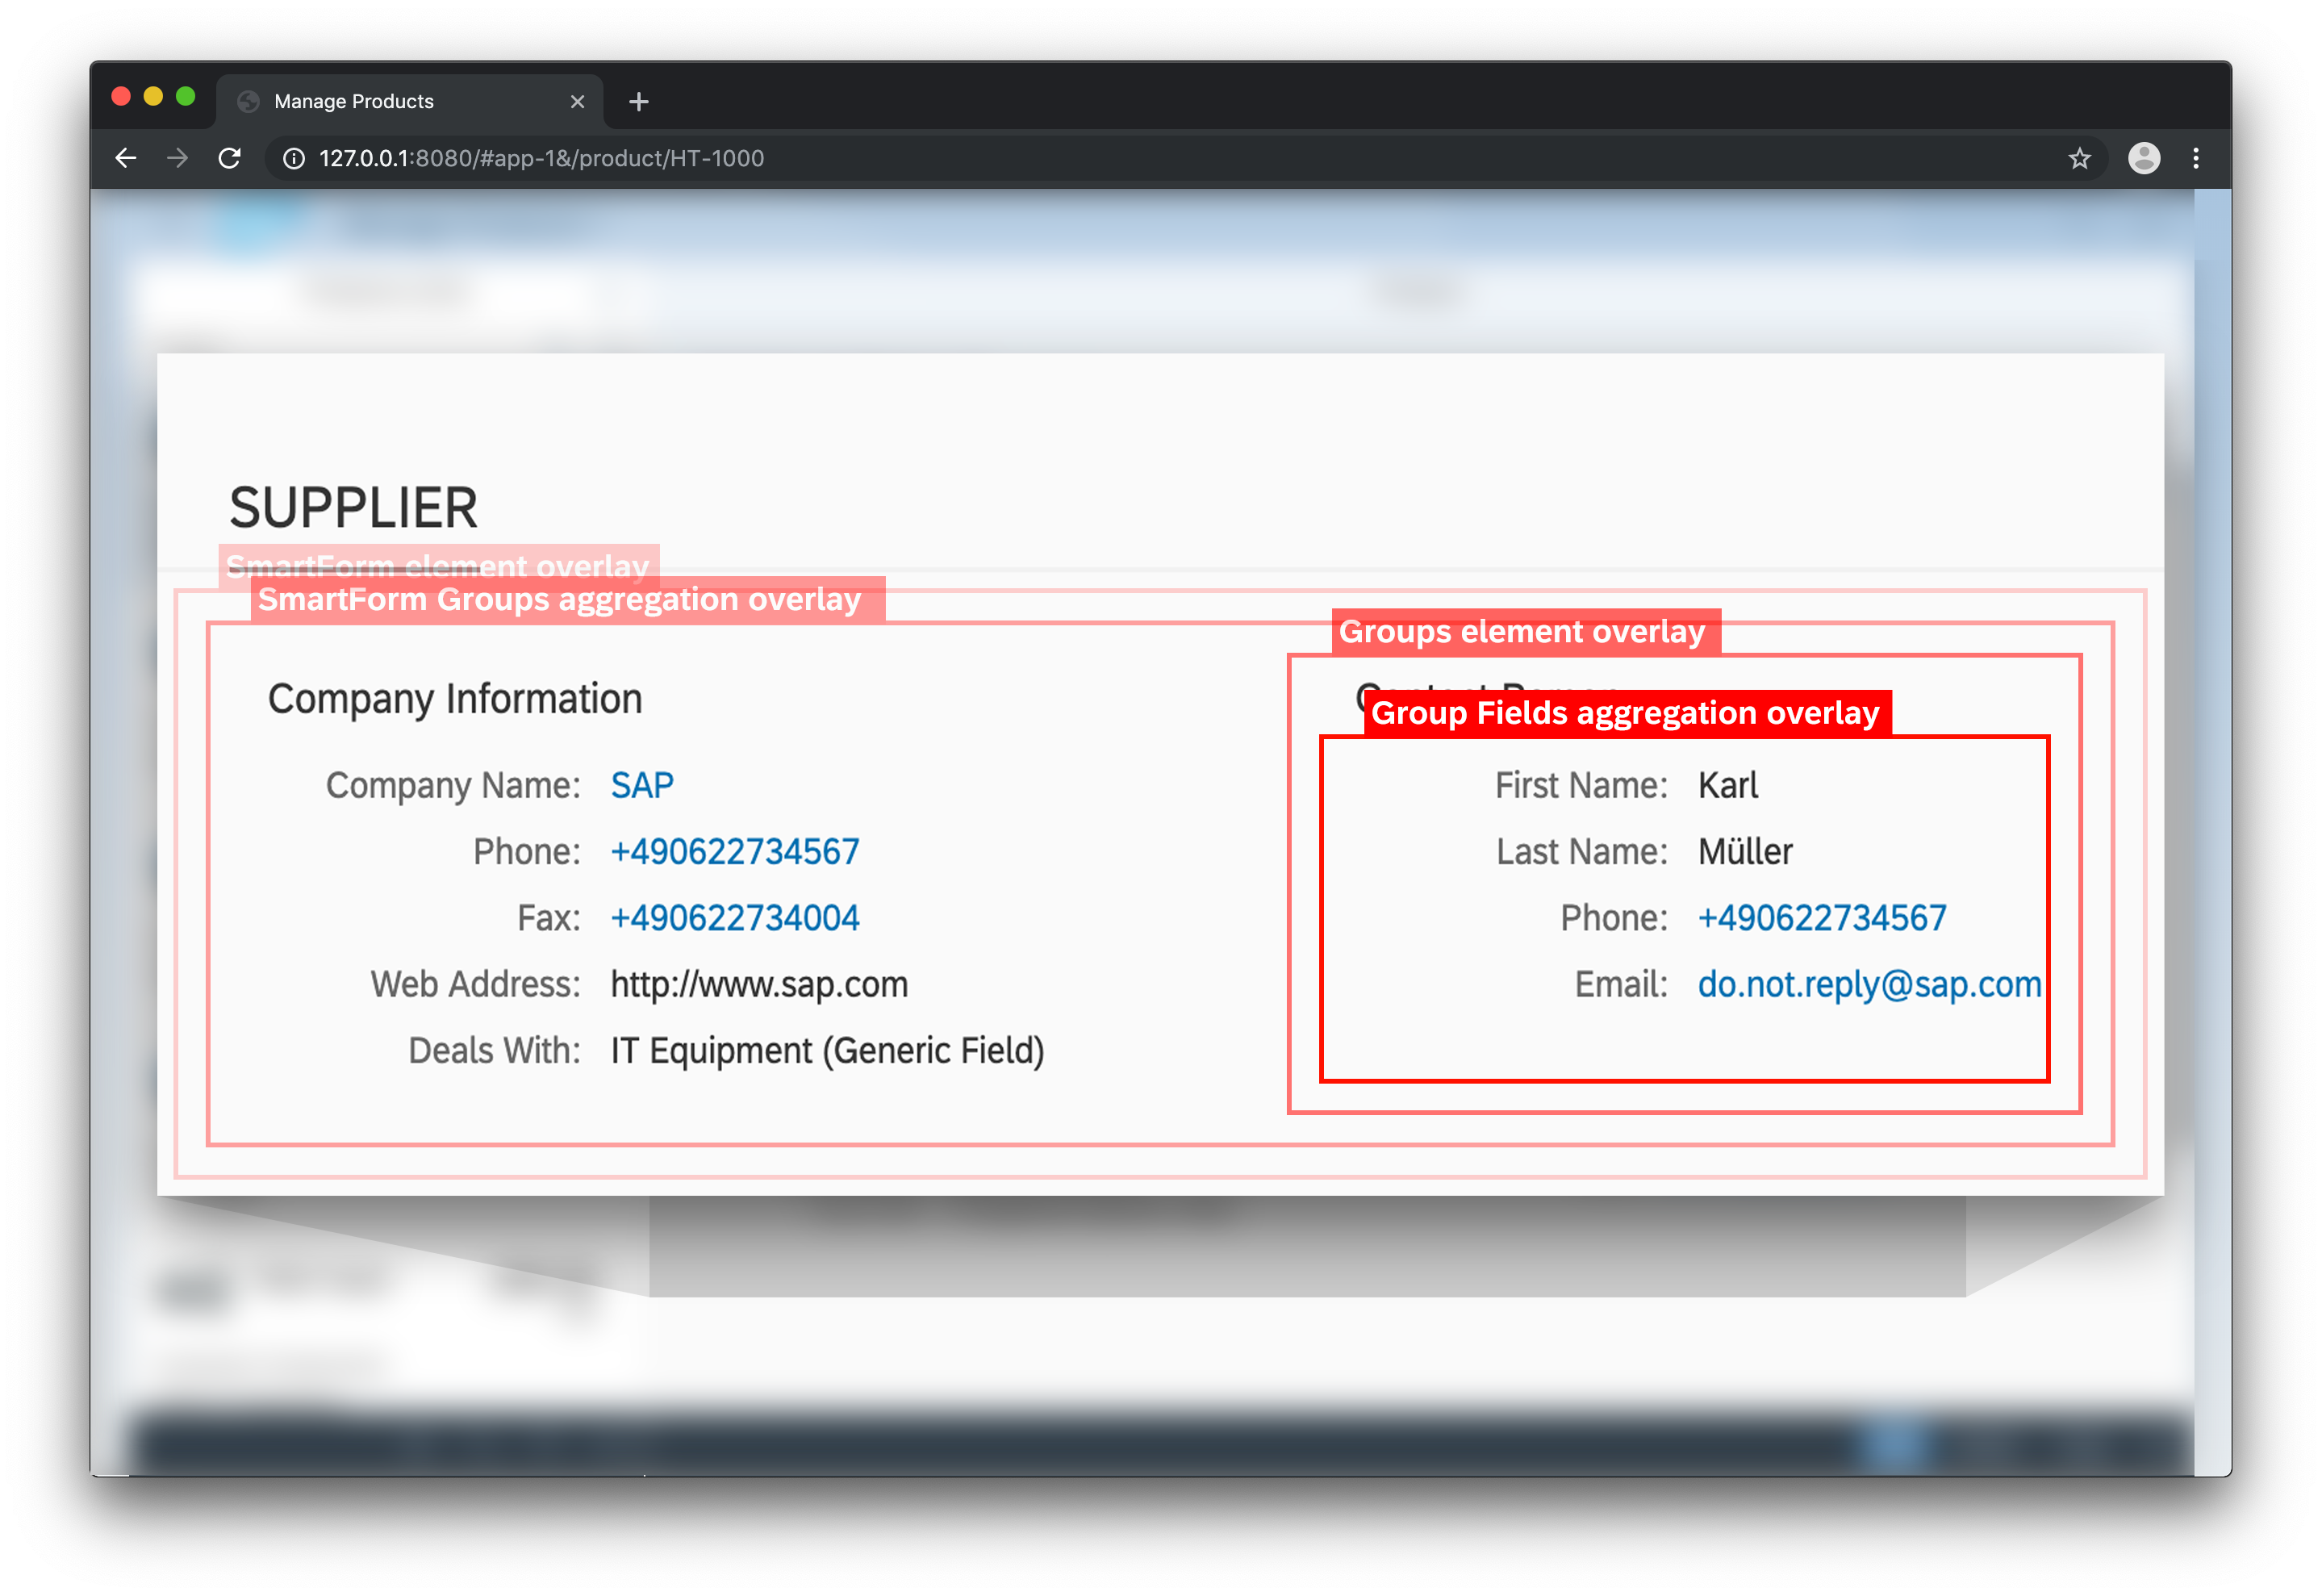 Manage Products
127.0.0.1:8080/#app-1&/product/HT-1000
SUPPLIER
SmartForm element overlay
SmartForm Groups aggregation overlay
Groups element overlay
Company Information
Group Fields aggregation overlay
Company Name: SAP
Phone: +490622734567
Fax: +490622734004
Web Address: http://www.sap.com
Deals With: IT Equipment (Generic Field)
First Name: Karl
Last Name: Müller
Phone: +490622734567
Email: do.not.reply@sap.com